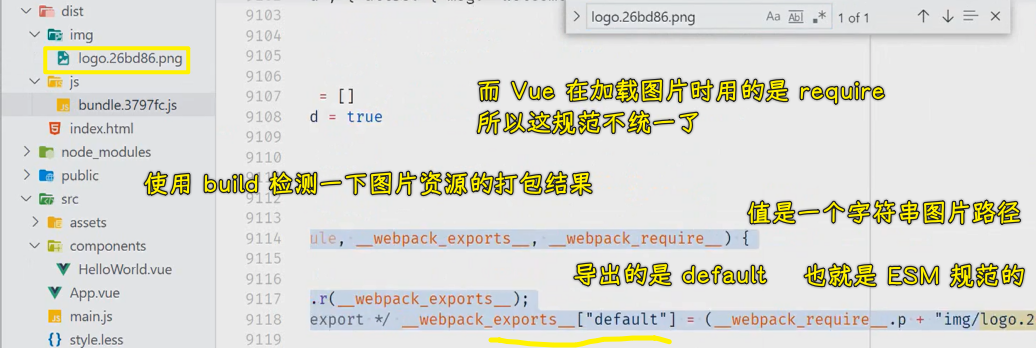 dist
img
logo.26bd86.png
js
bundle.3797fc.js
index.html
node_modules
public
src
assets
components
HelloWorld.vue
App.vue
main.js
style.less
logo.26bd86.png
Aa
Ab
.*
1 of 1
9103
9104
9105
9106
9107 = []
9108 d = true
9109
9110
9111
9112
9113
9114 ule, __webpack_exports__, __webpack_require__) {
9115
9116
9117 .r(__webpack_exports__);
9118 export */ __webpack_exports__["default"] = (__webpack_require__.p + "img/logo.2
9119
而 Vue 在加载图片时用的是 require
所以这规范不统一了
使用 build 检测一下图片资源的打包结果
值是一个字符串图片路径
导出的是 default 也就是 ESM 规范的